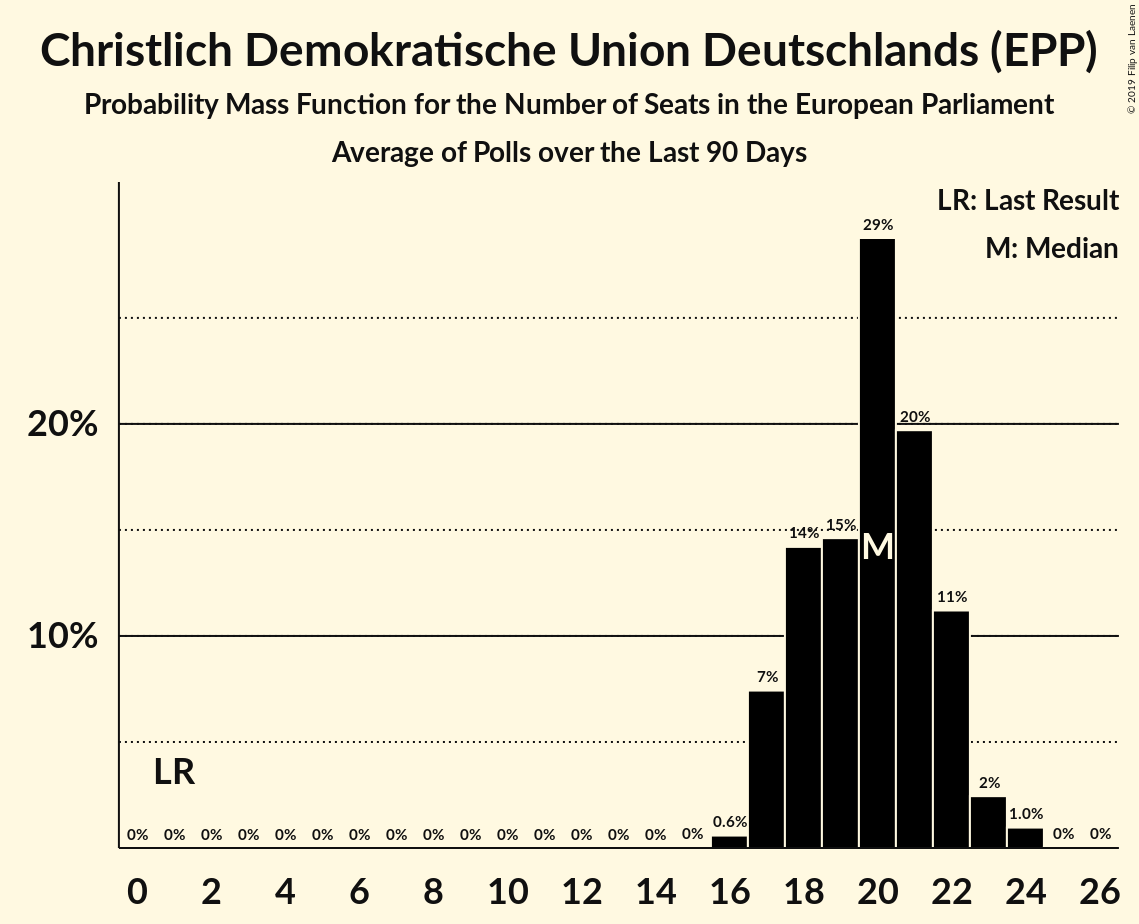 Christlich Demokratische Union Deutschlands (EPP)
Probability Mass Function for the Number of Seats in the European Parliament
Average of Polls over the Last 90 Days
© 2019 Filip van Laenen
LR: Last Result
M: Median
29%
20%
20%
15%
14%
M
11%
10%
7%
LR
2%
0% 0% 0% 0% 0% 0% 0% 0% 0% 0% 0% 0% 0% 0% 0% 0% 0.6% 1.0% 0% 0%
0 2 4 6 8 10 12 14 16 18 20 22 24 26